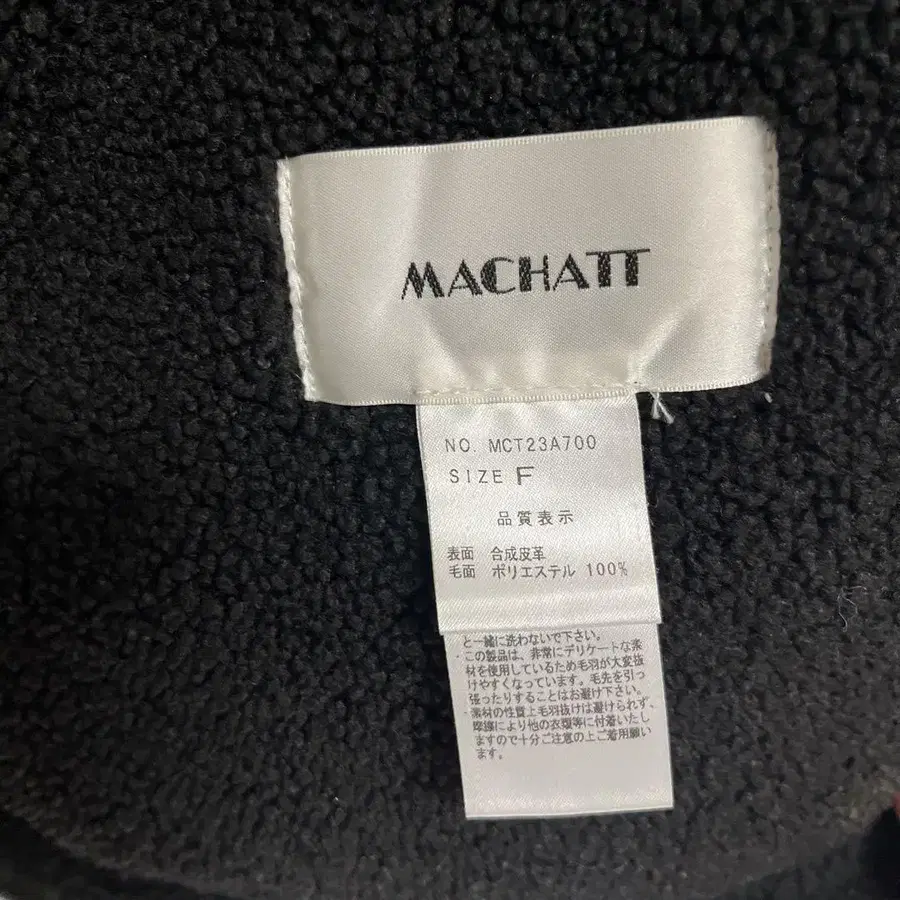 MACHATT
NO. MCT23A700
SIZE F
品質表示
表面 合成皮革
毛面 ポリエステル 100%
と一緒に洗わないで下さい。
・この製品は、非常にデリケートな素
材を使用しているため毛羽が大変抜
けやすくなっています。毛先を引っ
張ったりすることはお避け下さい。
・素材の性質上毛羽抜けは避けられず、
摩擦により他の衣類等に付着いたし
ますので十分ご注意の上ご着用願い
ます。